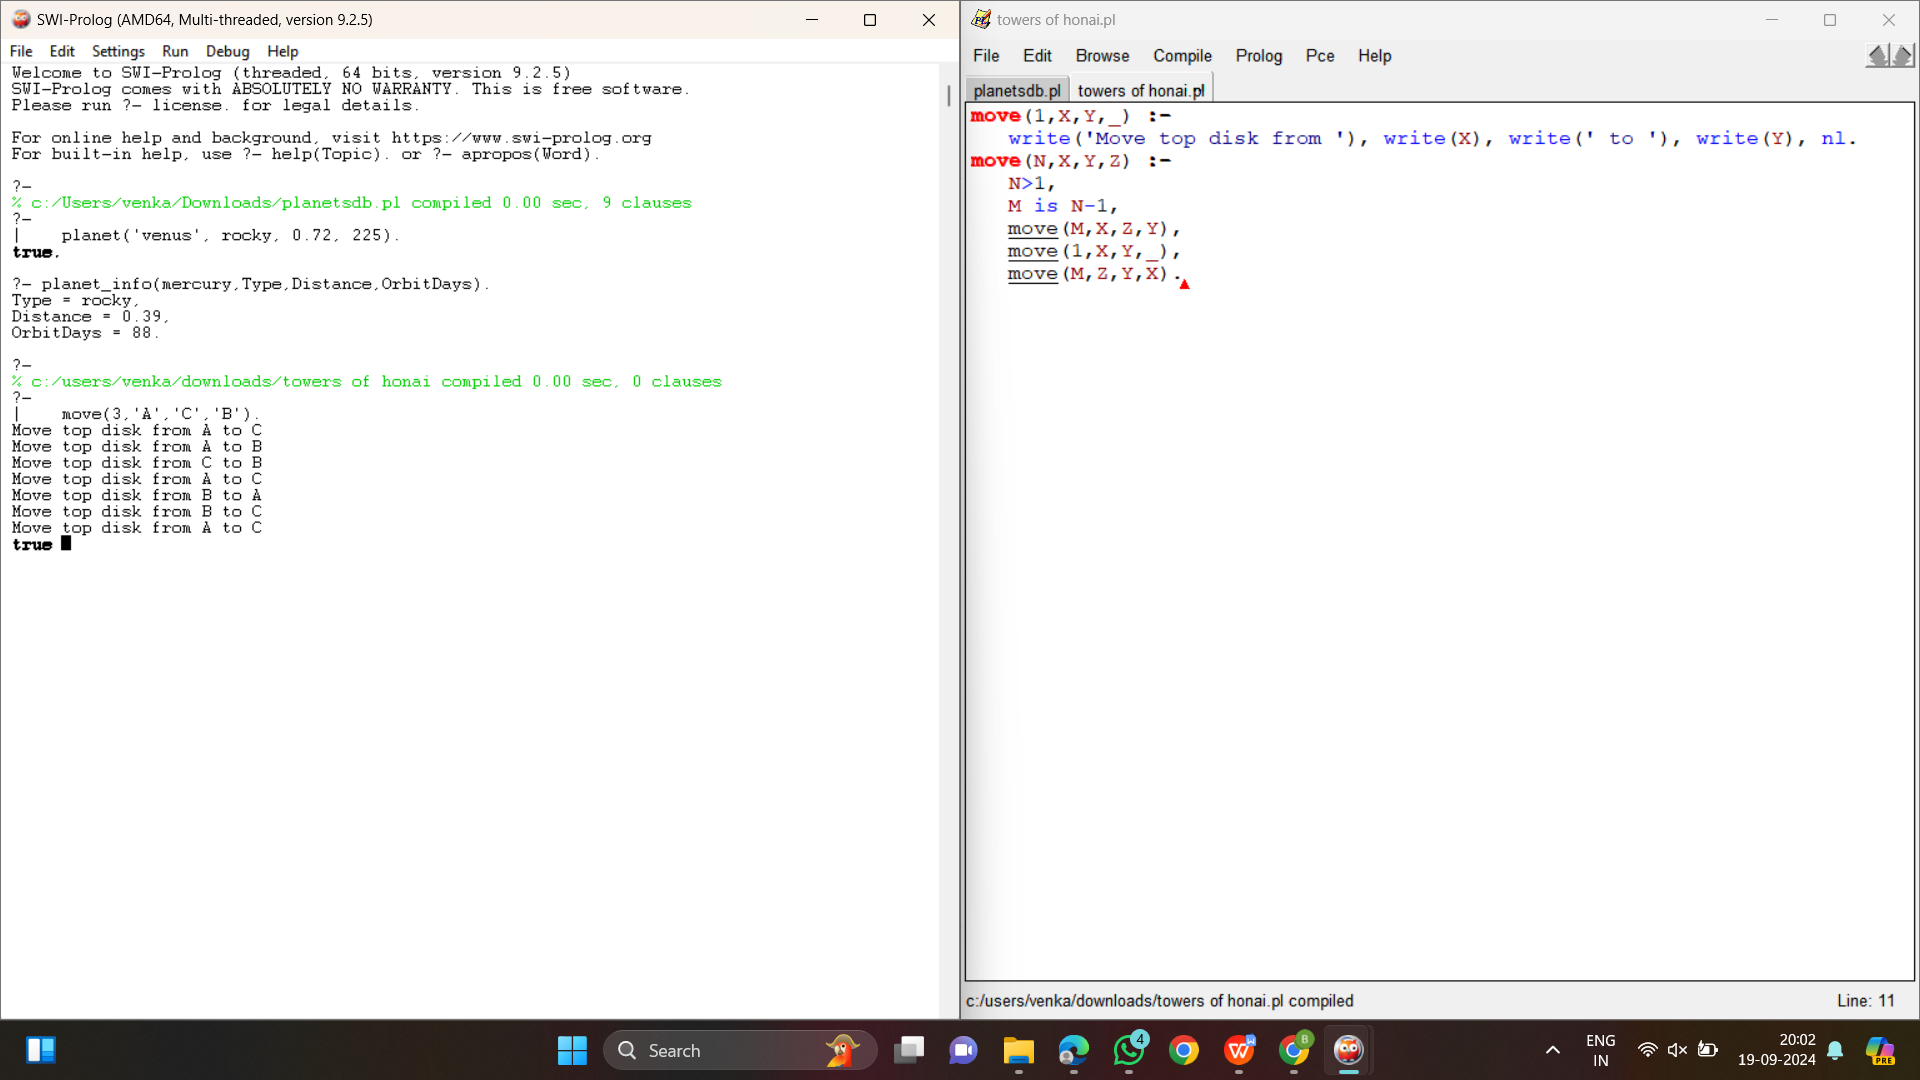 SWI-Prolog (AMD64, Multi-threaded, version 9.2.5)
File Edit Settings Run Debug Help
Welcome to SWI-Prolog (threaded, 64 bits, version 9.2.5)
SWI-Prolog comes with ABSOLUTELY NO WARRANTY. This is free software.
Please run ?- license. for legal details.
For online help and background, visit https://www.swi-prolog.org
For built-in help, use ?- help(Topic). or ?- apropos(Word).
?-
% c:/Users/venka/Downloads/planetsdb.pl compiled 0.00 sec, 9 clauses
?-
|    planet('venus', rocky, 0.72, 225).
true.
?- planet_info(mercury,Type,Distance,OrbitDays).
Type = rocky,
Distance = 0.39,
OrbitDays = 88.
?-
% c:/users/venka/downloads/towers of honai compiled 0.00 sec, 0 clauses
?-
|    move(3,'A','C','B').
Move top disk from A to C
Move top disk from A to B
Move top disk from C to B
Move top disk from A to C
Move top disk from B to A
Move top disk from B to C
Move top disk from A to C
true
towers of honai.pl
File Edit Browse Compile Prolog Pce Help
planetsdb.pl towers of honai.pl
move(1,X,Y,_) :-
write('Move top disk from '), write(X), write(' to '), write(Y), nl.
move(N,X,Y,Z) :-
N>1,
M is N-1,
move(M,X,Z,Y),
move(1,X,Y,_),
move(M,Z,Y,X).
c:/users/venka/downloads/towers of honai.pl compiled Line: 11
Search
4
W
B
ENG
IN
20:02
19-09-2024
PRE